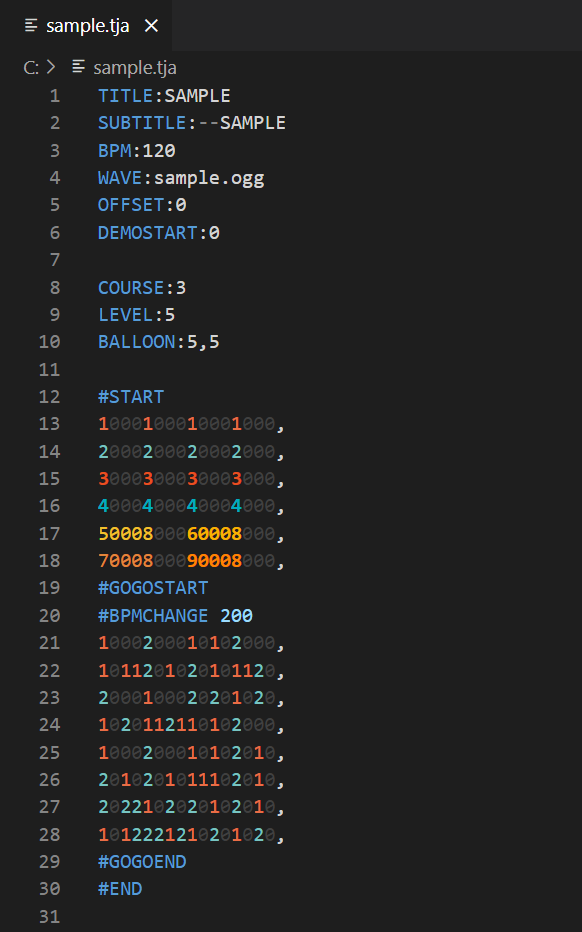 sample.tja
C: sample.tja
1 TITLE:SAMPLE
2 SUBTITLE:--SAMPLE
3 BPM:120
4 WAVE:sample.ogg
5 OFFSET:0
6 DEMOSTART:0
7
8 COURSE:3
9 LEVEL:5
10 BALLOON:5,5
11
12 #START
13 1000100010001000,
14 2000200020002000,
15 3000300030003000,
16 4000400040004000,
17 5000800060008000,
18 7000800090008000,
19 #GOGOSTART
20 #BPMCHANGE 200
21 1000200010102000,
22 1011201020101120,
23 2000100020201020,
24 1020112110102000,
25 1000200010102010,
26 2010201011102010,
27 2022102020102010,
28 1012221210201020,
29 #GOGOEND
30 #END
31